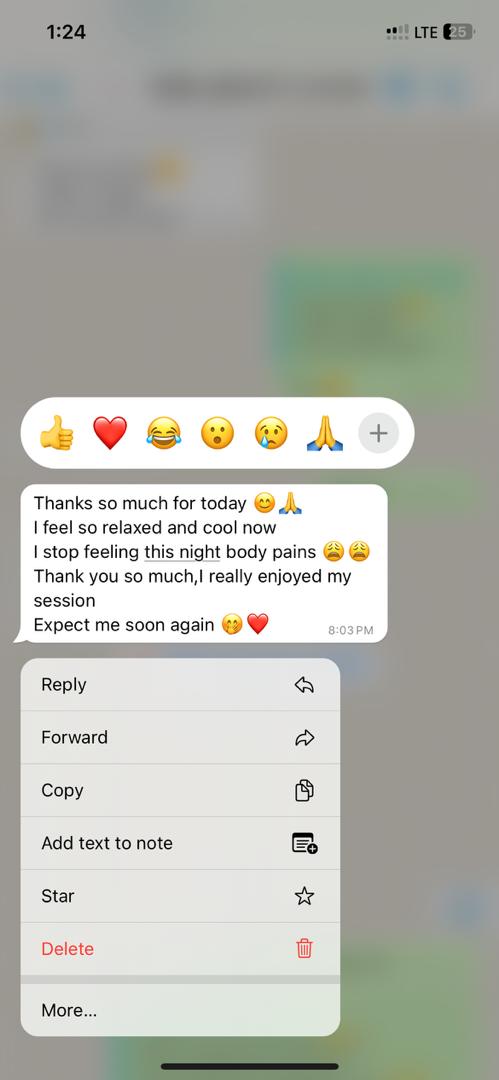 1:24
LTE 25
Thanks so much for today 😊🙏
I feel so relaxed and cool now
I stop feeling this night body pains 😩😩
Thank you so much,I really enjoyed my
session
Expect me soon again 🤭❤️
8:03 PM
Reply
Forward
Copy
Add text to note
Star
Delete
More...